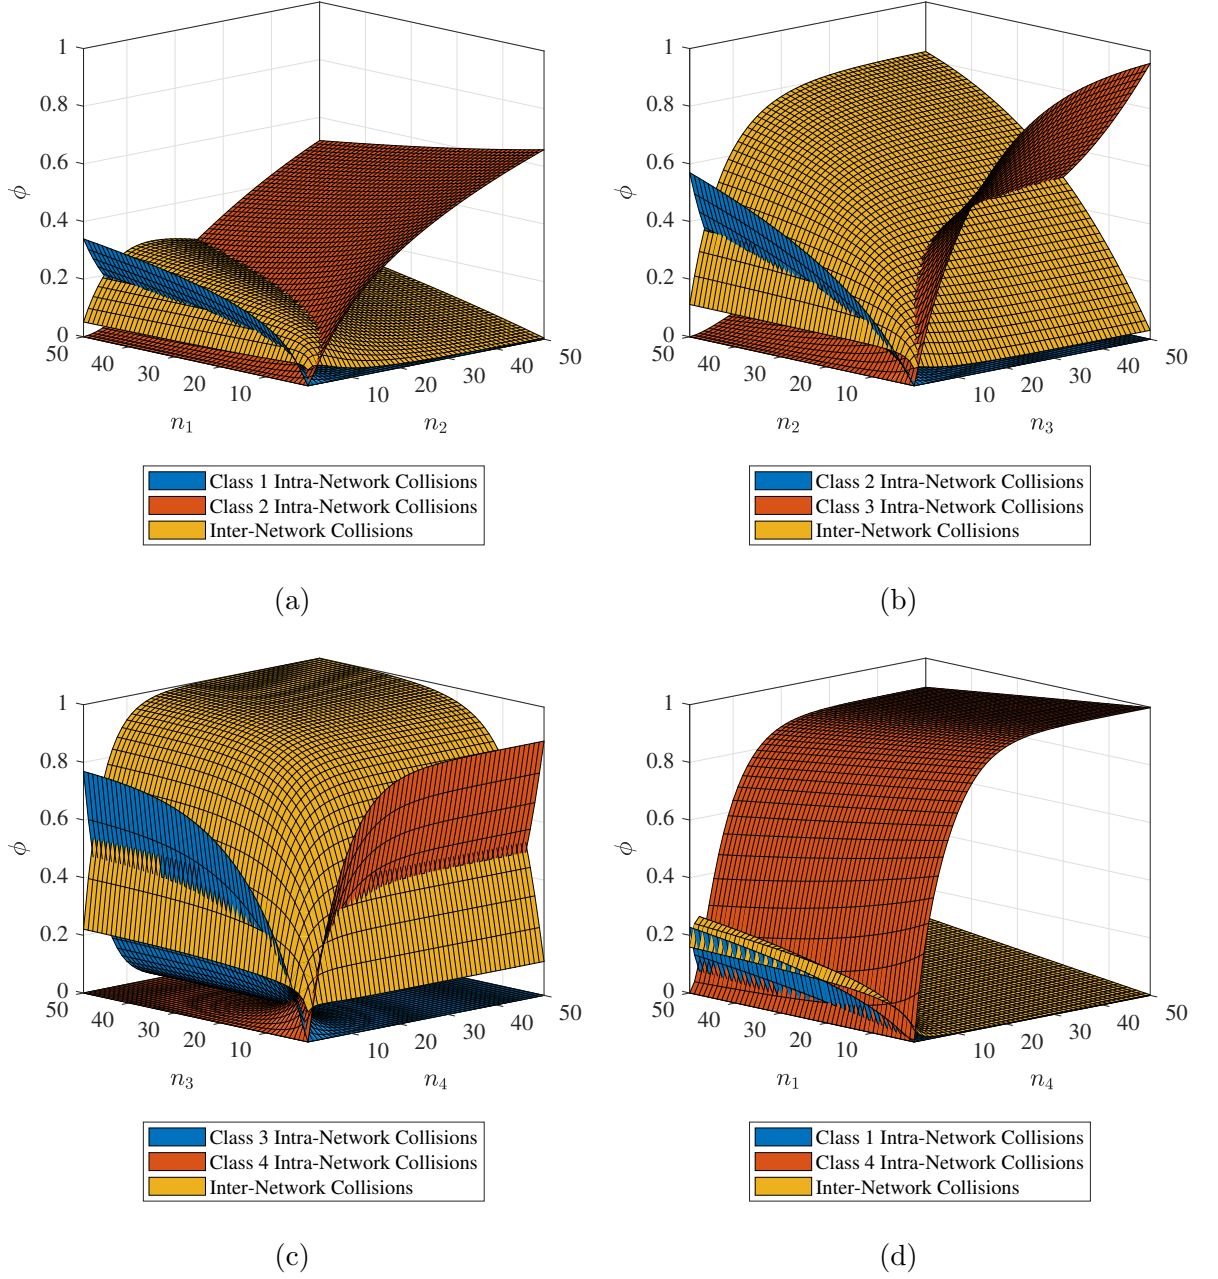 1
0.8
0.6
0.4
0.2
0
ϕ
50
40
30
20
10
n₁
10
20
30
40
50
n₂
Class 1 Intra-Network Collisions
Class 2 Intra-Network Collisions
Inter-Network Collisions
(a)
1
0.8
0.6
0.4
0.2
0
ϕ
50
40
30
20
10
n₂
10
20
30
40
50
n₃
Class 2 Intra-Network Collisions
Class 3 Intra-Network Collisions
Inter-Network Collisions
(b)
1
0.8
0.6
0.4
0.2
0
ϕ
50
40
30
20
10
n₃
10
20
30
40
50
n₄
Class 3 Intra-Network Collisions
Class 4 Intra-Network Collisions
Inter-Network Collisions
(c)
1
0.8
0.6
0.4
0.2
0
ϕ
50
40
30
20
10
n₁
10
20
30
40
50
n₄
Class 1 Intra-Network Collisions
Class 4 Intra-Network Collisions
Inter-Network Collisions
(d)